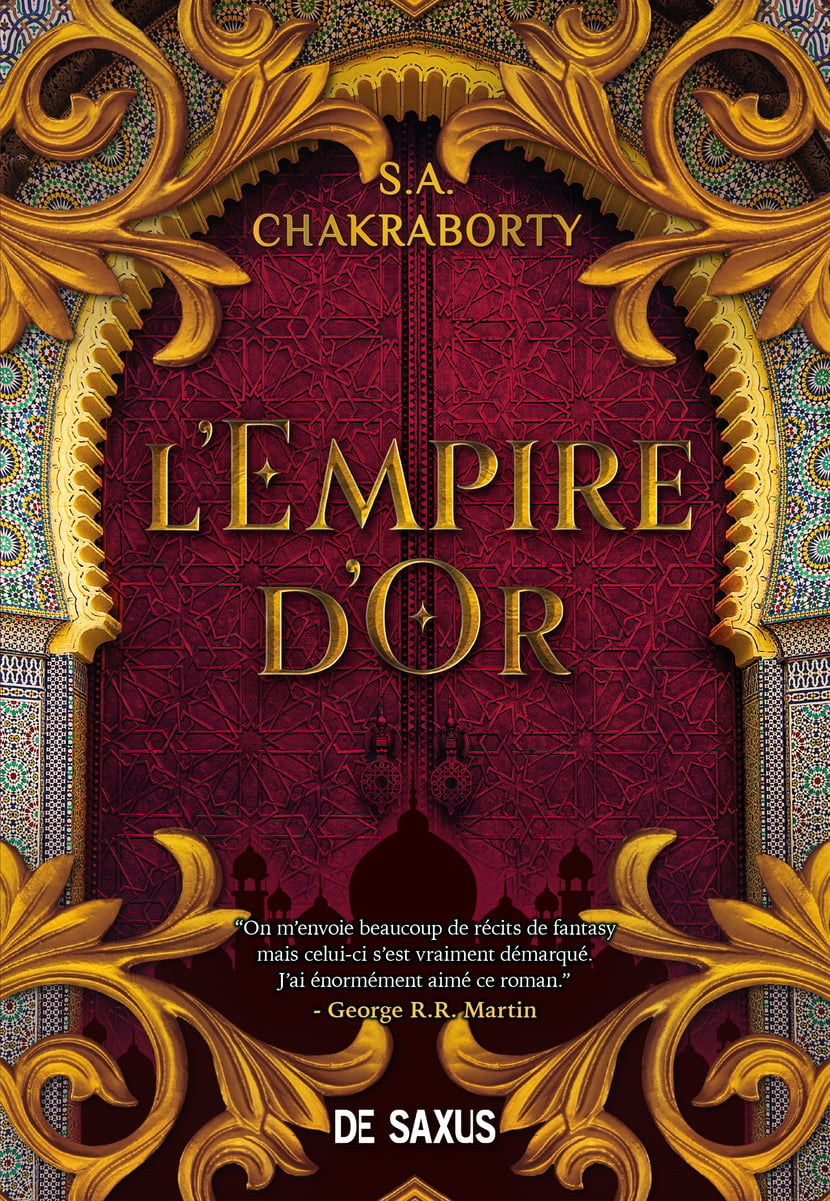 S.A.
CHAKRABORTY
L'EMPIRE
D'OR
“On m'envoie beaucoup de récits de fantasy
mais celui-ci s'est vraiment démarqué.
J'ai énormément aimé ce roman.”
- George R.R. Martin
DE SAXUS